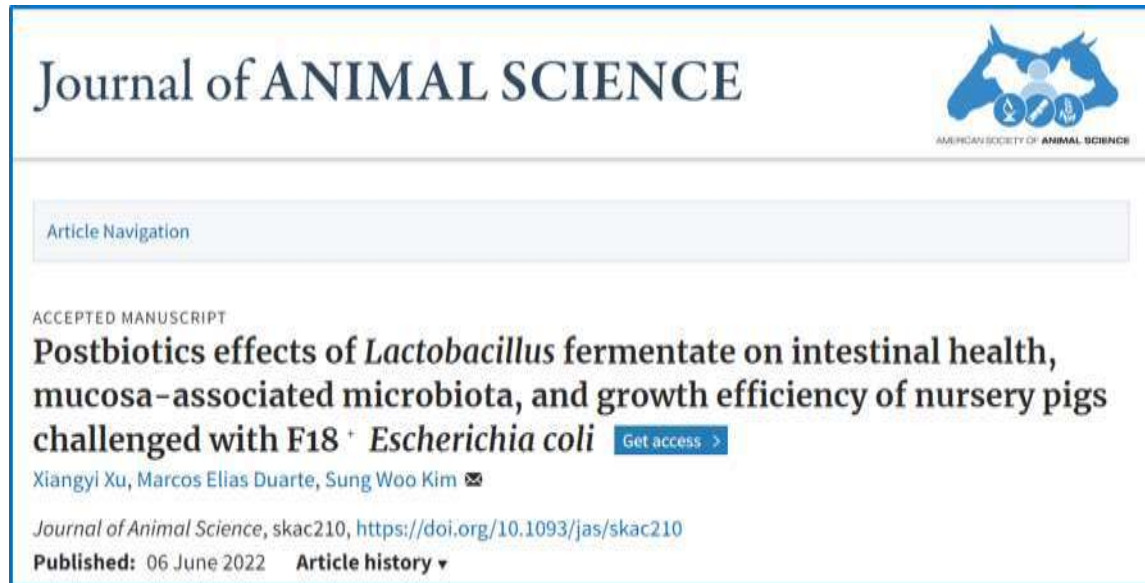 Journal of ANIMAL SCIENCE
AMERICAN SOCIETY OF ANIMAL SCIENCE
Article Navigation
ACCEPTED MANUSCRIPT
Postbiotics effects of Lactobacillus fermentate on intestinal health,
mucosa-associated microbiota, and growth efficiency of nursery pigs
challenged with F18 + Escherichia coli Get access >
Xiangyi Xu, Marcos Elias Duarte, Sung Woo Kim
Journal of Animal Science, skac210, https://doi.org/10.1093/jas/skac210
Published: 06 June 2022 Article history ▾